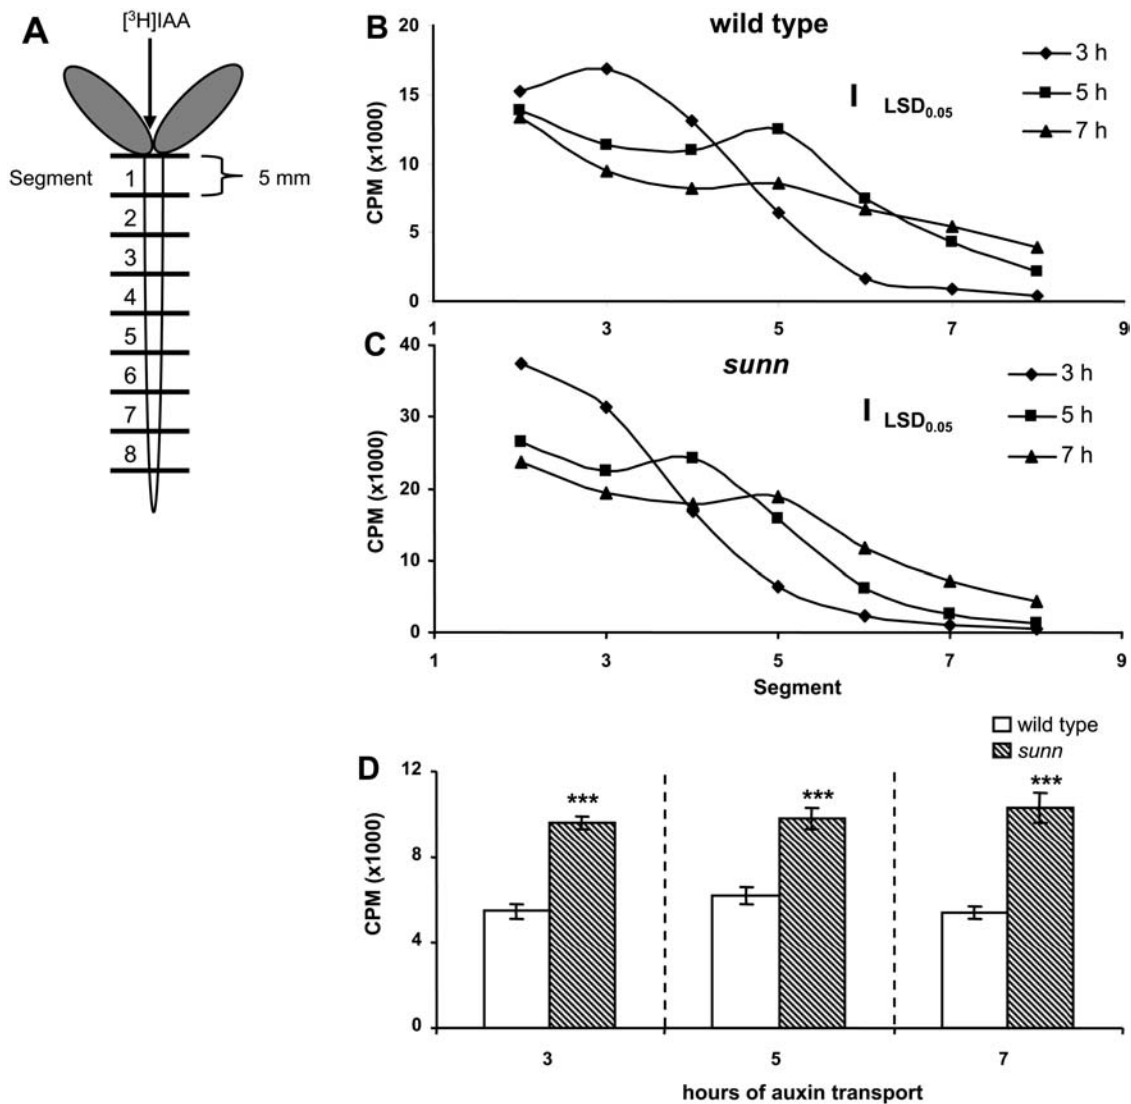 A
[³H]IAA
Segment
1
5 mm
2
3
4
5
6
7
8
B
wild type
20
15
10
5
0
CPM (x1000)
1
3
5
7
9
LSD0.05
3 h
5 h
7 h
C
sunn
40
30
20
10
0
CPM (x1000)
1
3
5
7
9
Segment
LSD0.05
3 h
5 h
7 h
D
wild type
sunn
12
8
4
0
CPM (x1000)
***
***
***
3
5
7
hours of auxin transport